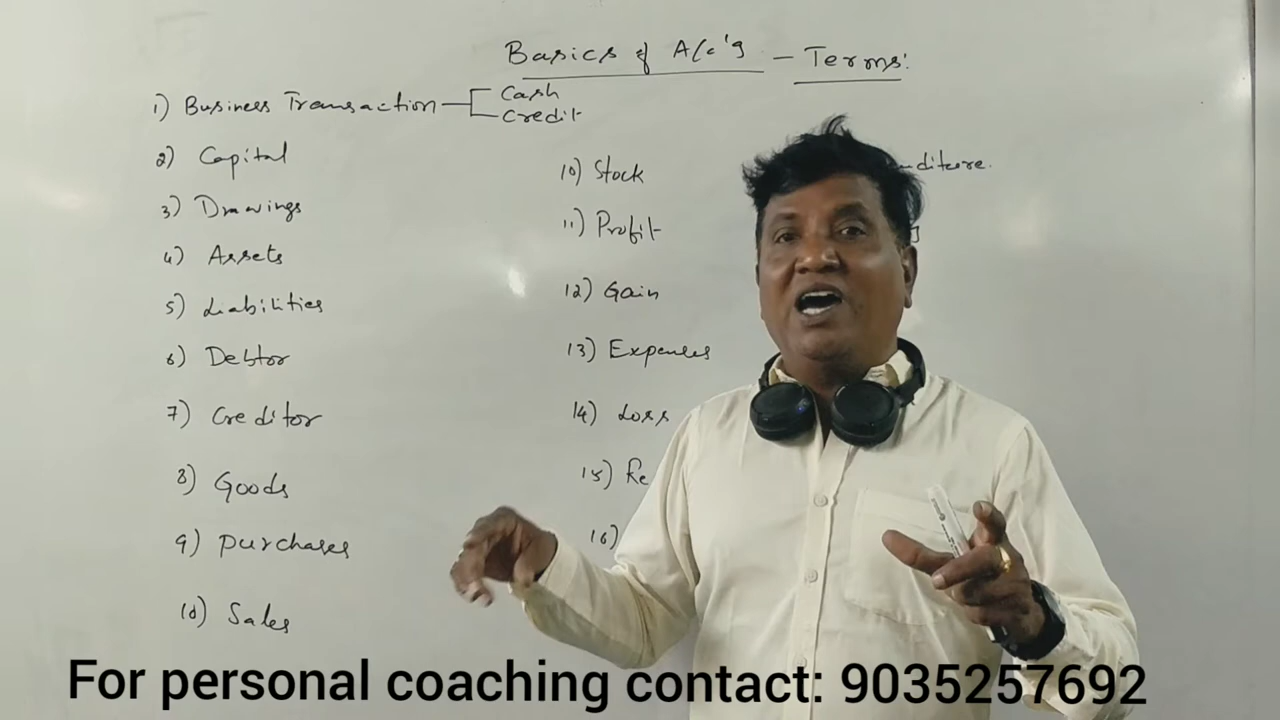 Basics of A/c'g - Terms:
1) Business Transaction
Cash
Credit
2) Capital
3) Drawings
4) Assets
5) Liabilities
6) Debtor
7) Creditor
8) Goods
9) Purchases
10) Sales
10) Stock
11) Profit
12) Gain
13) Expenses
14) Loss
15) Re
16)
nditure.
For personal coaching contact: 9035257692